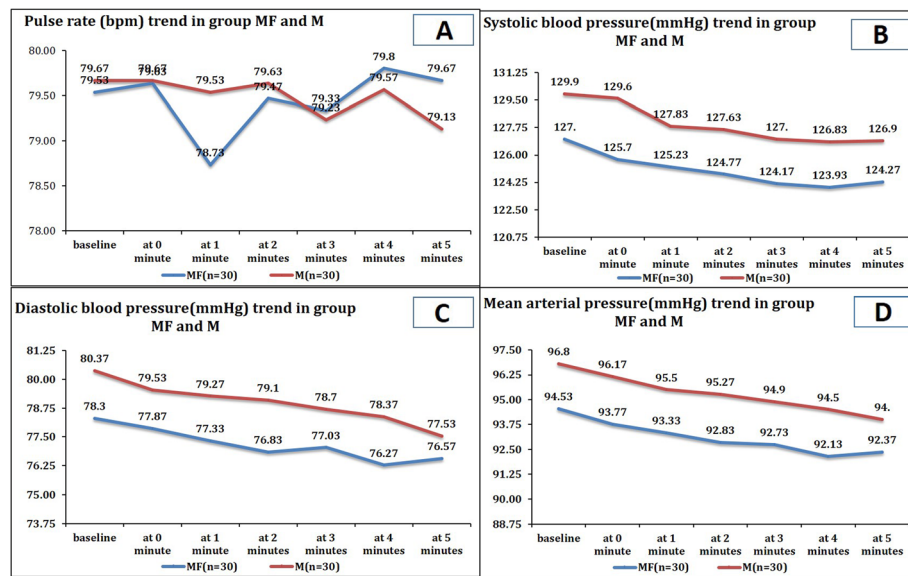 Pulse rate (bpm) trend in group MF and M
A
80.00
79.50
79.00
78.50
78.00
79.67 79.67 79.53 79.63 79.23 79.57 79.13
79.53 79.63 78.73 79.47 79.33 79.8 79.67
baseline at 0 minute at 1 minute at 2 minute at 3 minute at 4 minute at 5 minute
MF(n=30) M(n=30)
Systolic blood pressure(mmHg) trend in group
MF and M
B
131.25
129.50
127.75
126.00
124.25
122.50
120.75
129.9 129.6 127.83 127.63 127. 126.83 126.9
127. 125.7 125.23 124.77 124.17 123.93 124.27
baseline at 0 minute at 1 minute at 2 minute at 3 minute at 4 minute at 5 minute
MF(n=30) M(n=30)
Diastolic blood pressure(mmHg) trend in group
MF and M
C
81.25
80.00
78.75
77.50
76.25
75.00
73.75
80.37 79.53 79.27 79.1 78.7 78.37 77.53
78.3 77.87 77.33 76.83 77.03 76.27 76.57
baseline at 0 minute at 1 minute at 2 minutes at 3 minutes at 4 minutes at 5 minutes
MF(n=30) M(n=30)
Mean arterial pressure(mmHg) trend in group
MF and M
D
97.50
96.25
95.00
93.75
92.50
91.25
90.00
88.75
96.8 96.17 95.5 95.27 94.9 94.5 94.
94.53 93.77 93.33 92.83 92.73 92.13 92.37
baseline at 0 minute at 1 minute at 2 minutes at 3 minutes at 4 minutes at 5 minutes
MF(n=30) M(n=30)